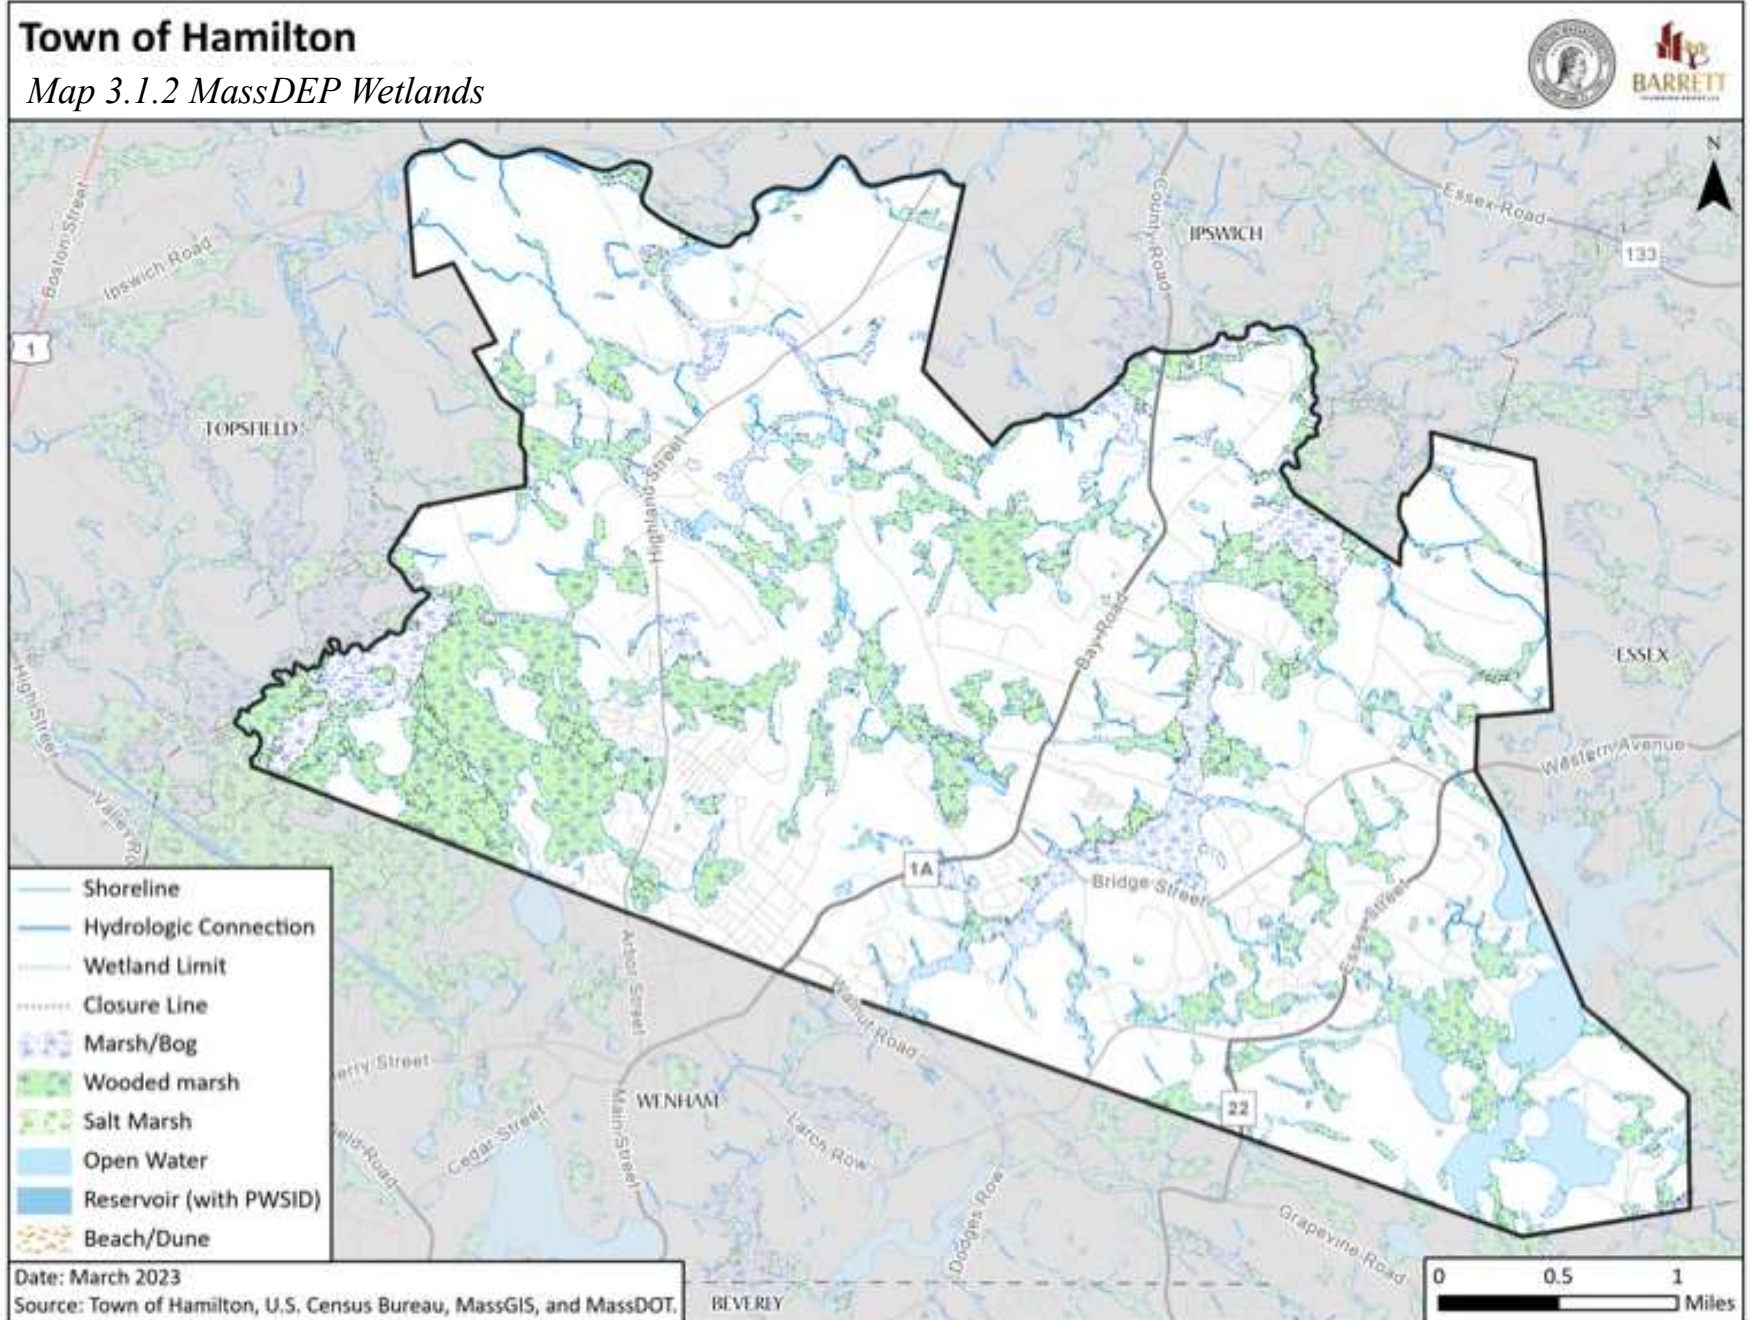 Town of Hamilton
Map 3.1.2 MassDEP Wetlands
BARRETT
N
Boston Street
Ipswich Road
County Road
Essex Road
IPSWICH
133
1
TOPSFIELD
Highland Street
Bay Road
ESSEX
High Street
Western Avenue
Valley Ro
1A
Bridge Street
Essex Street
Shoreline
Hydrologic Connection
Wetland Limit
Closure Line
Marsh/Bog
Wooded marsh
Salt Marsh
Open Water
Reservoir (with PWSID)
Beach/Dune
Arbor Street
Walnut Road
erry Street
WENHAM
22
Main Street
Cedar Street
Larch Row
eld Road
Dodges Row
Grapevine Road
Date: March 2023
Source: Town of Hamilton, U.S. Census Bureau, MassGIS, and MassDOT.
BEVERLY
0 0.5 1
Miles